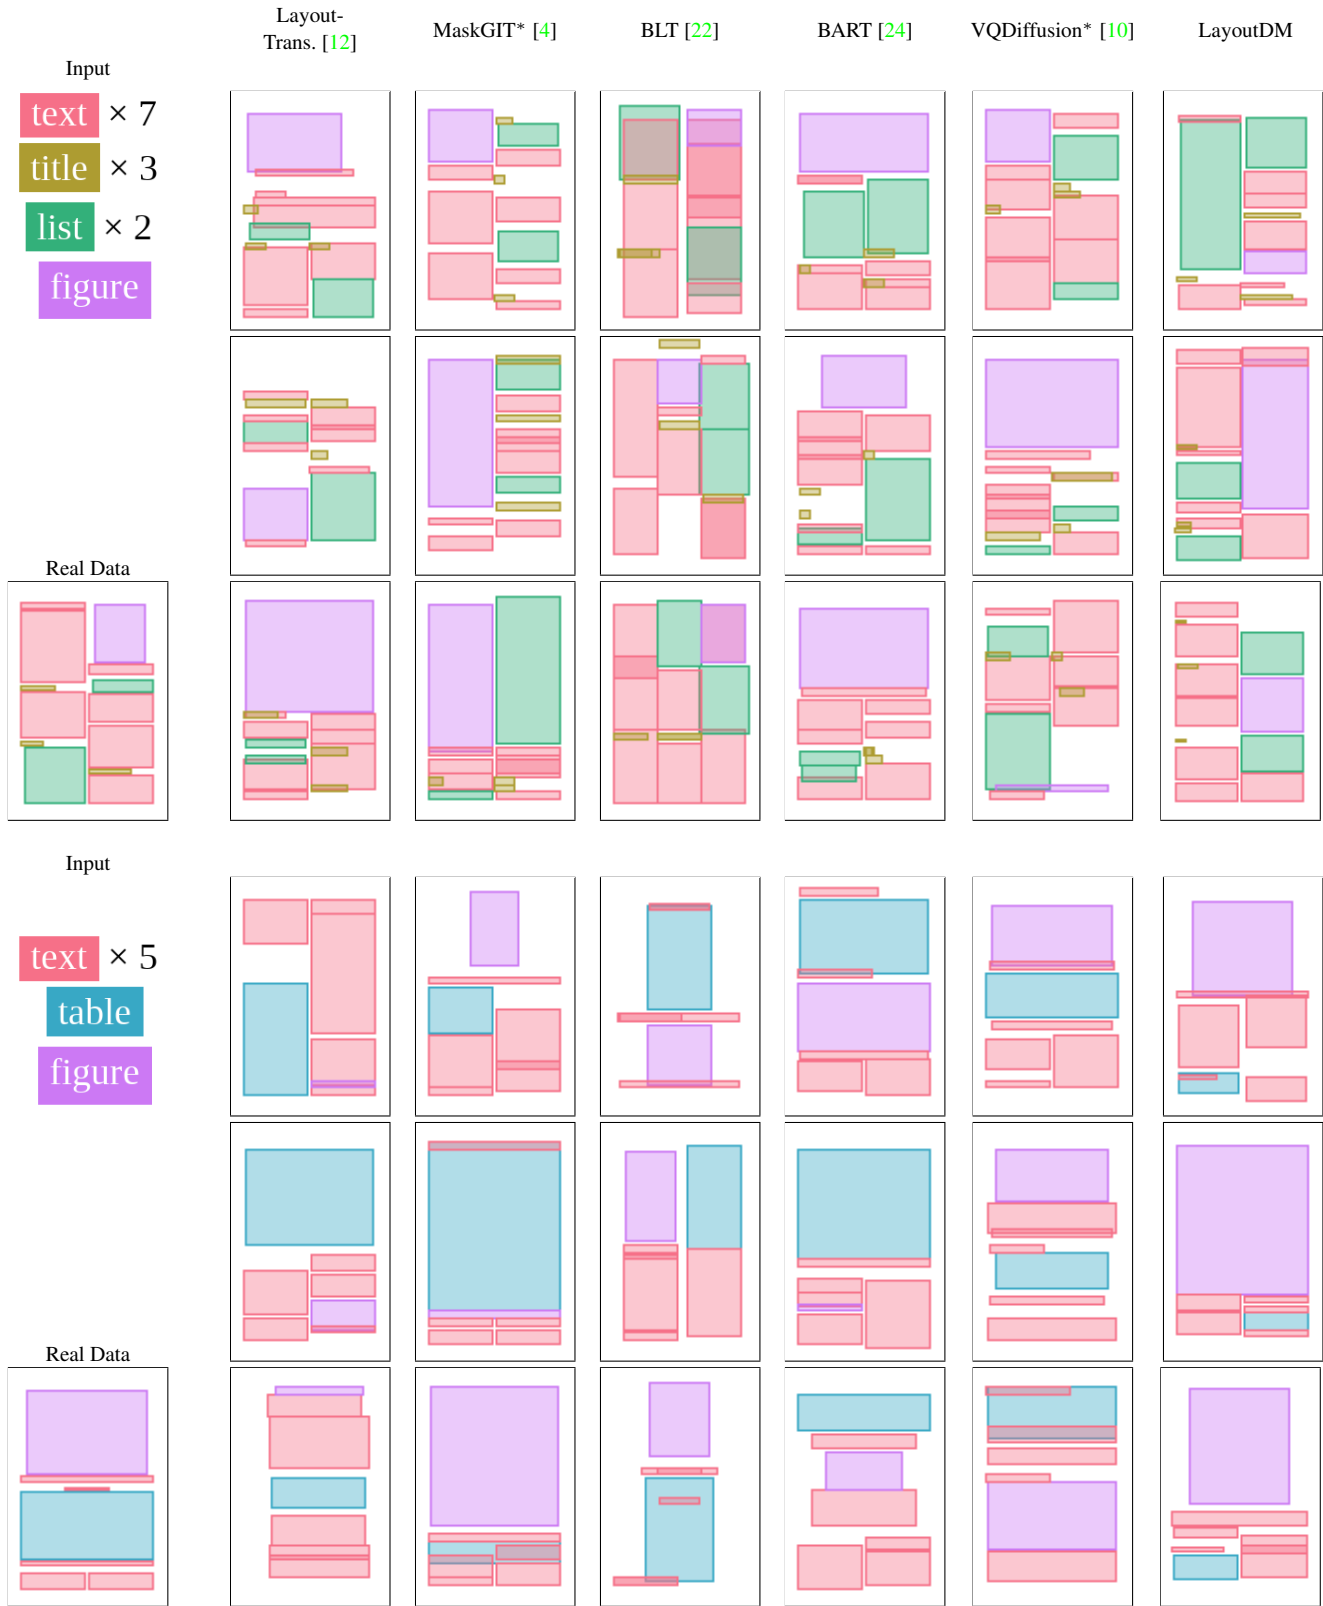 Layout-
Trans. [12]
MaskGIT* [4]
BLT [22]
BART [24]
VQDiffusion* [10]
LayoutDM
Input
text × 7
title × 3
list × 2
figure
Real Data
Input
text × 5
table
figure
Real Data